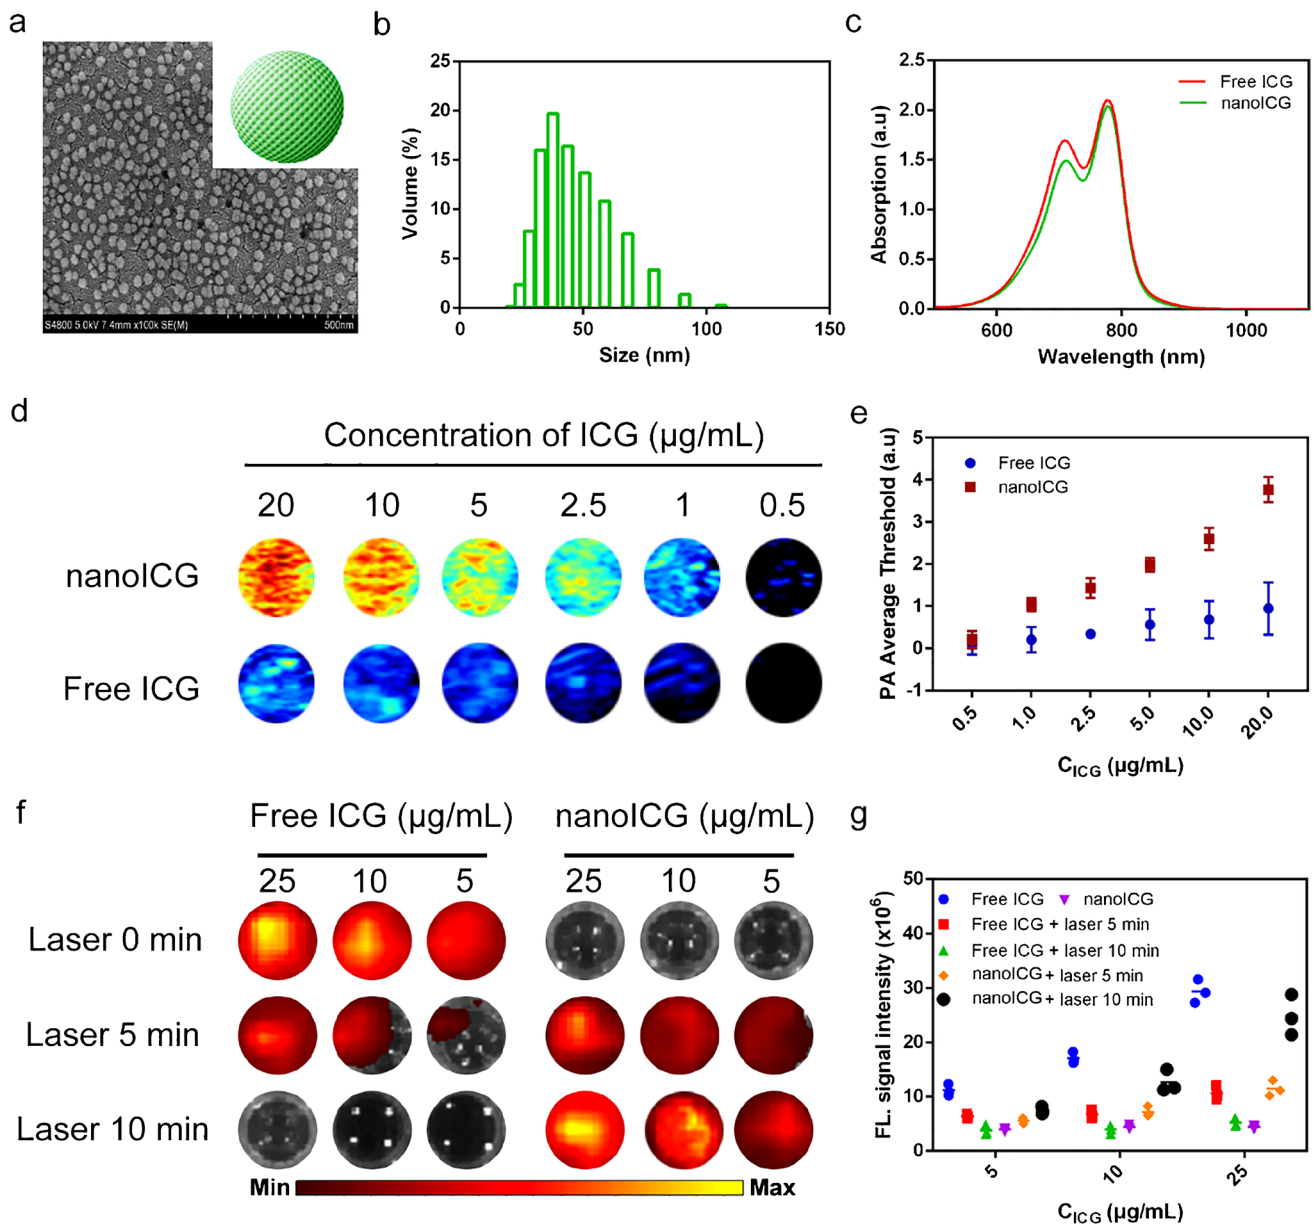 a
S4800 5.0kV 7.4mm x100k SE(M)
500nm
b
25
20
15
10
5
0
Volume (%)
0 50 100 150
Size (nm)
c
2.5
2.0
1.5
1.0
0.5
0.0
Absorption (a.u)
Free ICG
nanoICG
600 800 1000
Wavelength (nm)
d
Concentration of ICG (µg/mL)
20 10 5 2.5 1 0.5
nanoICG
Free ICG
e
5
4
3
2
1
0
-1
PA Average Threshold (a.u)
Free ICG
nanoICG
0.5 1.0 2.5 5.0 10.0 20.0
CICG (µg/mL)
f
Free ICG (µg/mL) nanoICG (µg/mL)
25 10 5 25 10 5
Laser 0 min
Laser 5 min
Laser 10 min
Min Max
g
50
40
30
20
10
0
FL. signal intensity (x10⁶)
Free ICG nanoICG
Free ICG + laser 5 min
Free ICG + laser 10 min
nanoICG + laser 5 min
nanoICG + laser 10 min
5 10 25
CICG (µg/mL)